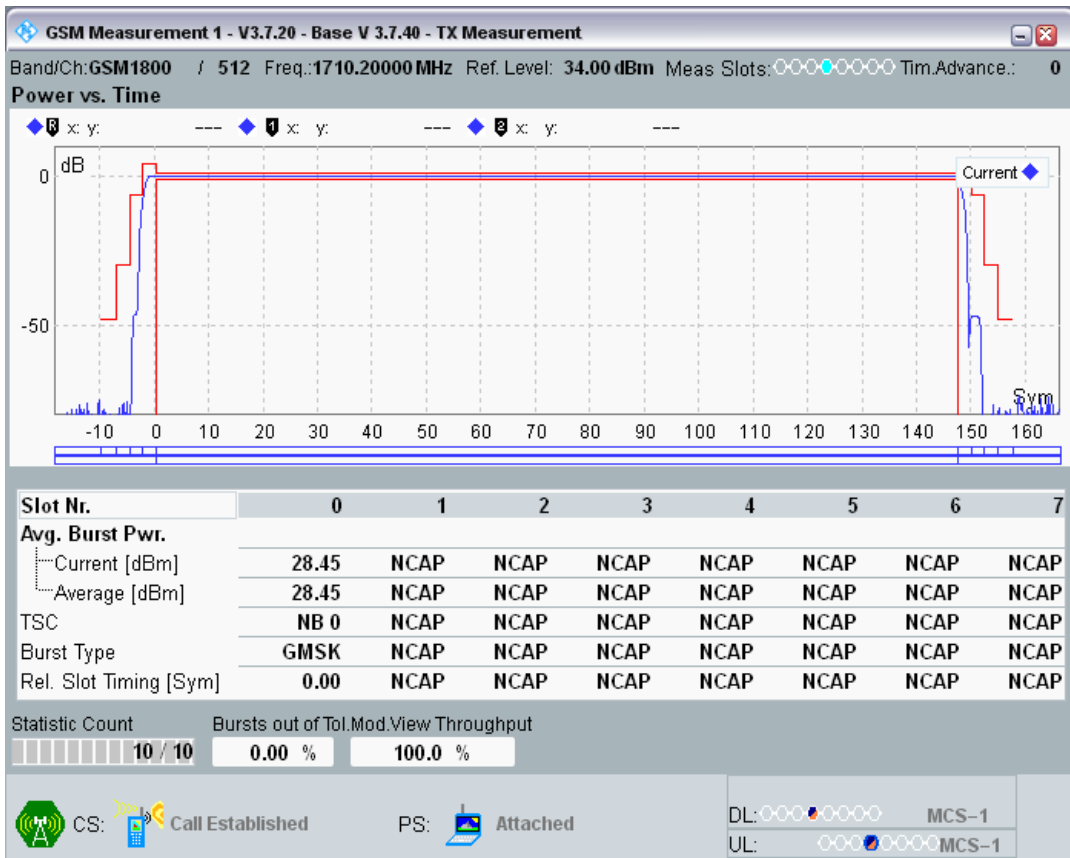 GSM Measurement 1 - V3.7.20 - Base V 3.7.40 - TX Measurement
Band/Ch:GSM1800 / 512 Freq.:1710.20000 MHz Ref. Level: 34.00 dBm Meas Slots: Tim.Advance.: 0
Power vs. Time
R x: y: --- 1 x: y: --- 2 x: y: ---
dB
0
Current
-50
Sym
-10 0 10 20 30 40 50 60 70 80 90 100 110 120 130 140 150 160
Slot Nr. 0 1 2 3 4 5 6 7
Avg. Burst Pwr.
Current [dBm] 28.45 NCAP NCAP NCAP NCAP NCAP NCAP NCAP
Average [dBm] 28.45 NCAP NCAP NCAP NCAP NCAP NCAP NCAP
TSC NB 0 NCAP NCAP NCAP NCAP NCAP NCAP NCAP
Burst Type GMSK NCAP NCAP NCAP NCAP NCAP NCAP NCAP
Rel. Slot Timing [Sym] 0.00 NCAP NCAP NCAP NCAP NCAP NCAP NCAP
Statistic Count Bursts out of Tol.Mod.View Throughput
10 / 10 0.00 % 100.0 %
CS: Call Established PS: Attached
DL: MCS-1
UL: MCS-1